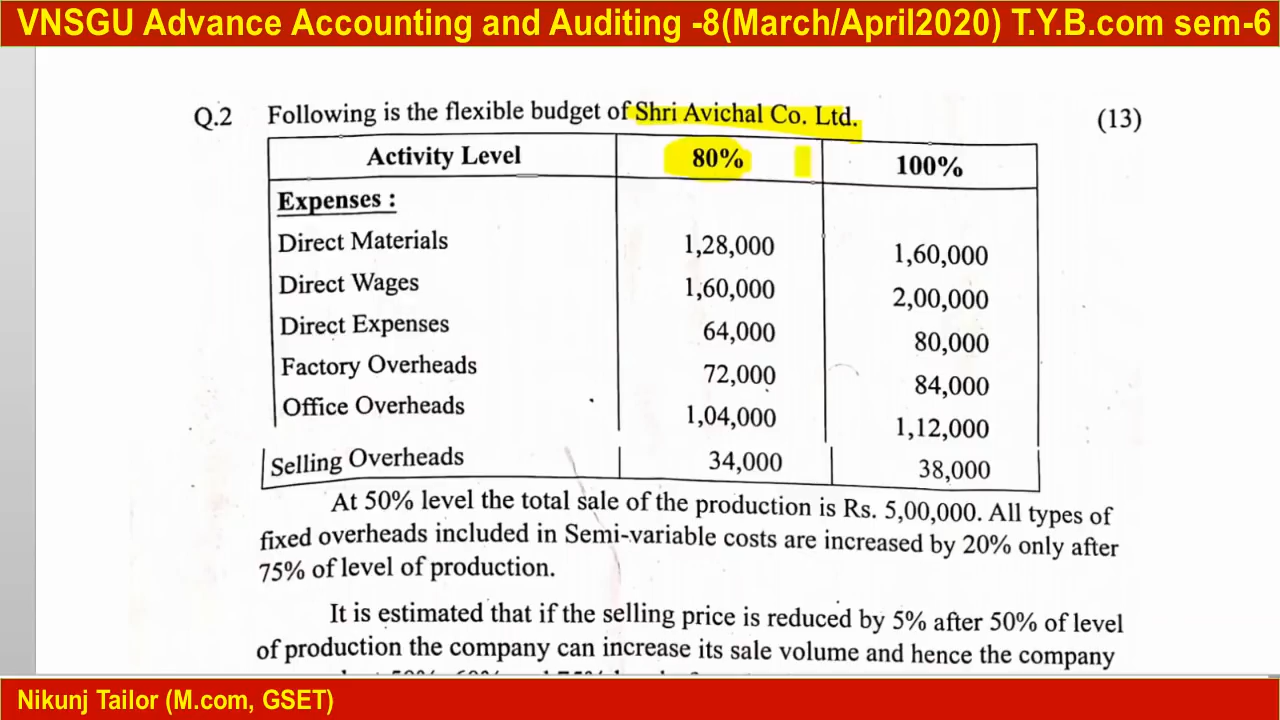 VNSGU Advance Accounting and Auditing -8(March/April2020) T.Y.B.com sem-6
Q.2 Following is the flexible budget of Shri Avichal Co. Ltd. (13)
Activity Level 80% 100%
Expenses :
Direct Materials 1,28,000 1,60,000
Direct Wages 1,60,000 2,00,000
Direct Expenses 64,000 80,000
Factory Overheads 72,000 84,000
Office Overheads 1,04,000 1,12,000
Selling Overheads 34,000 38,000
At 50% level the total sale of the production is Rs. 5,00,000. All types of
fixed overheads included in Semi-variable costs are increased by 20% only after
75% of level of production.
It is estimated that if the selling price is reduced by 5% after 50% of level
of production the company can increase its sale volume and hence the company
Nikunj Tailor (M.com, GSET)